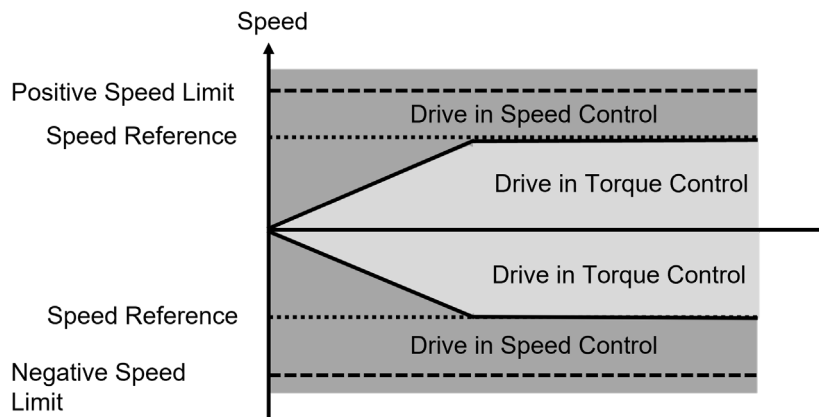 Speed
Positive Speed Limit
Drive in Speed Control
Speed Reference
Drive in Torque Control
Drive in Torque Control
Speed Reference
Drive in Speed Control
Negative Speed
Limit